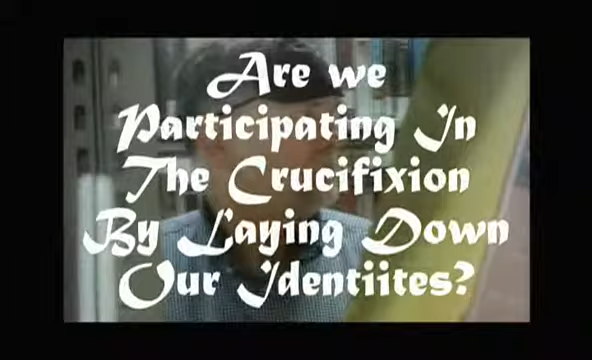 Are we
Participating In
The Crucifixion
By Laying Down
Our Identiites?